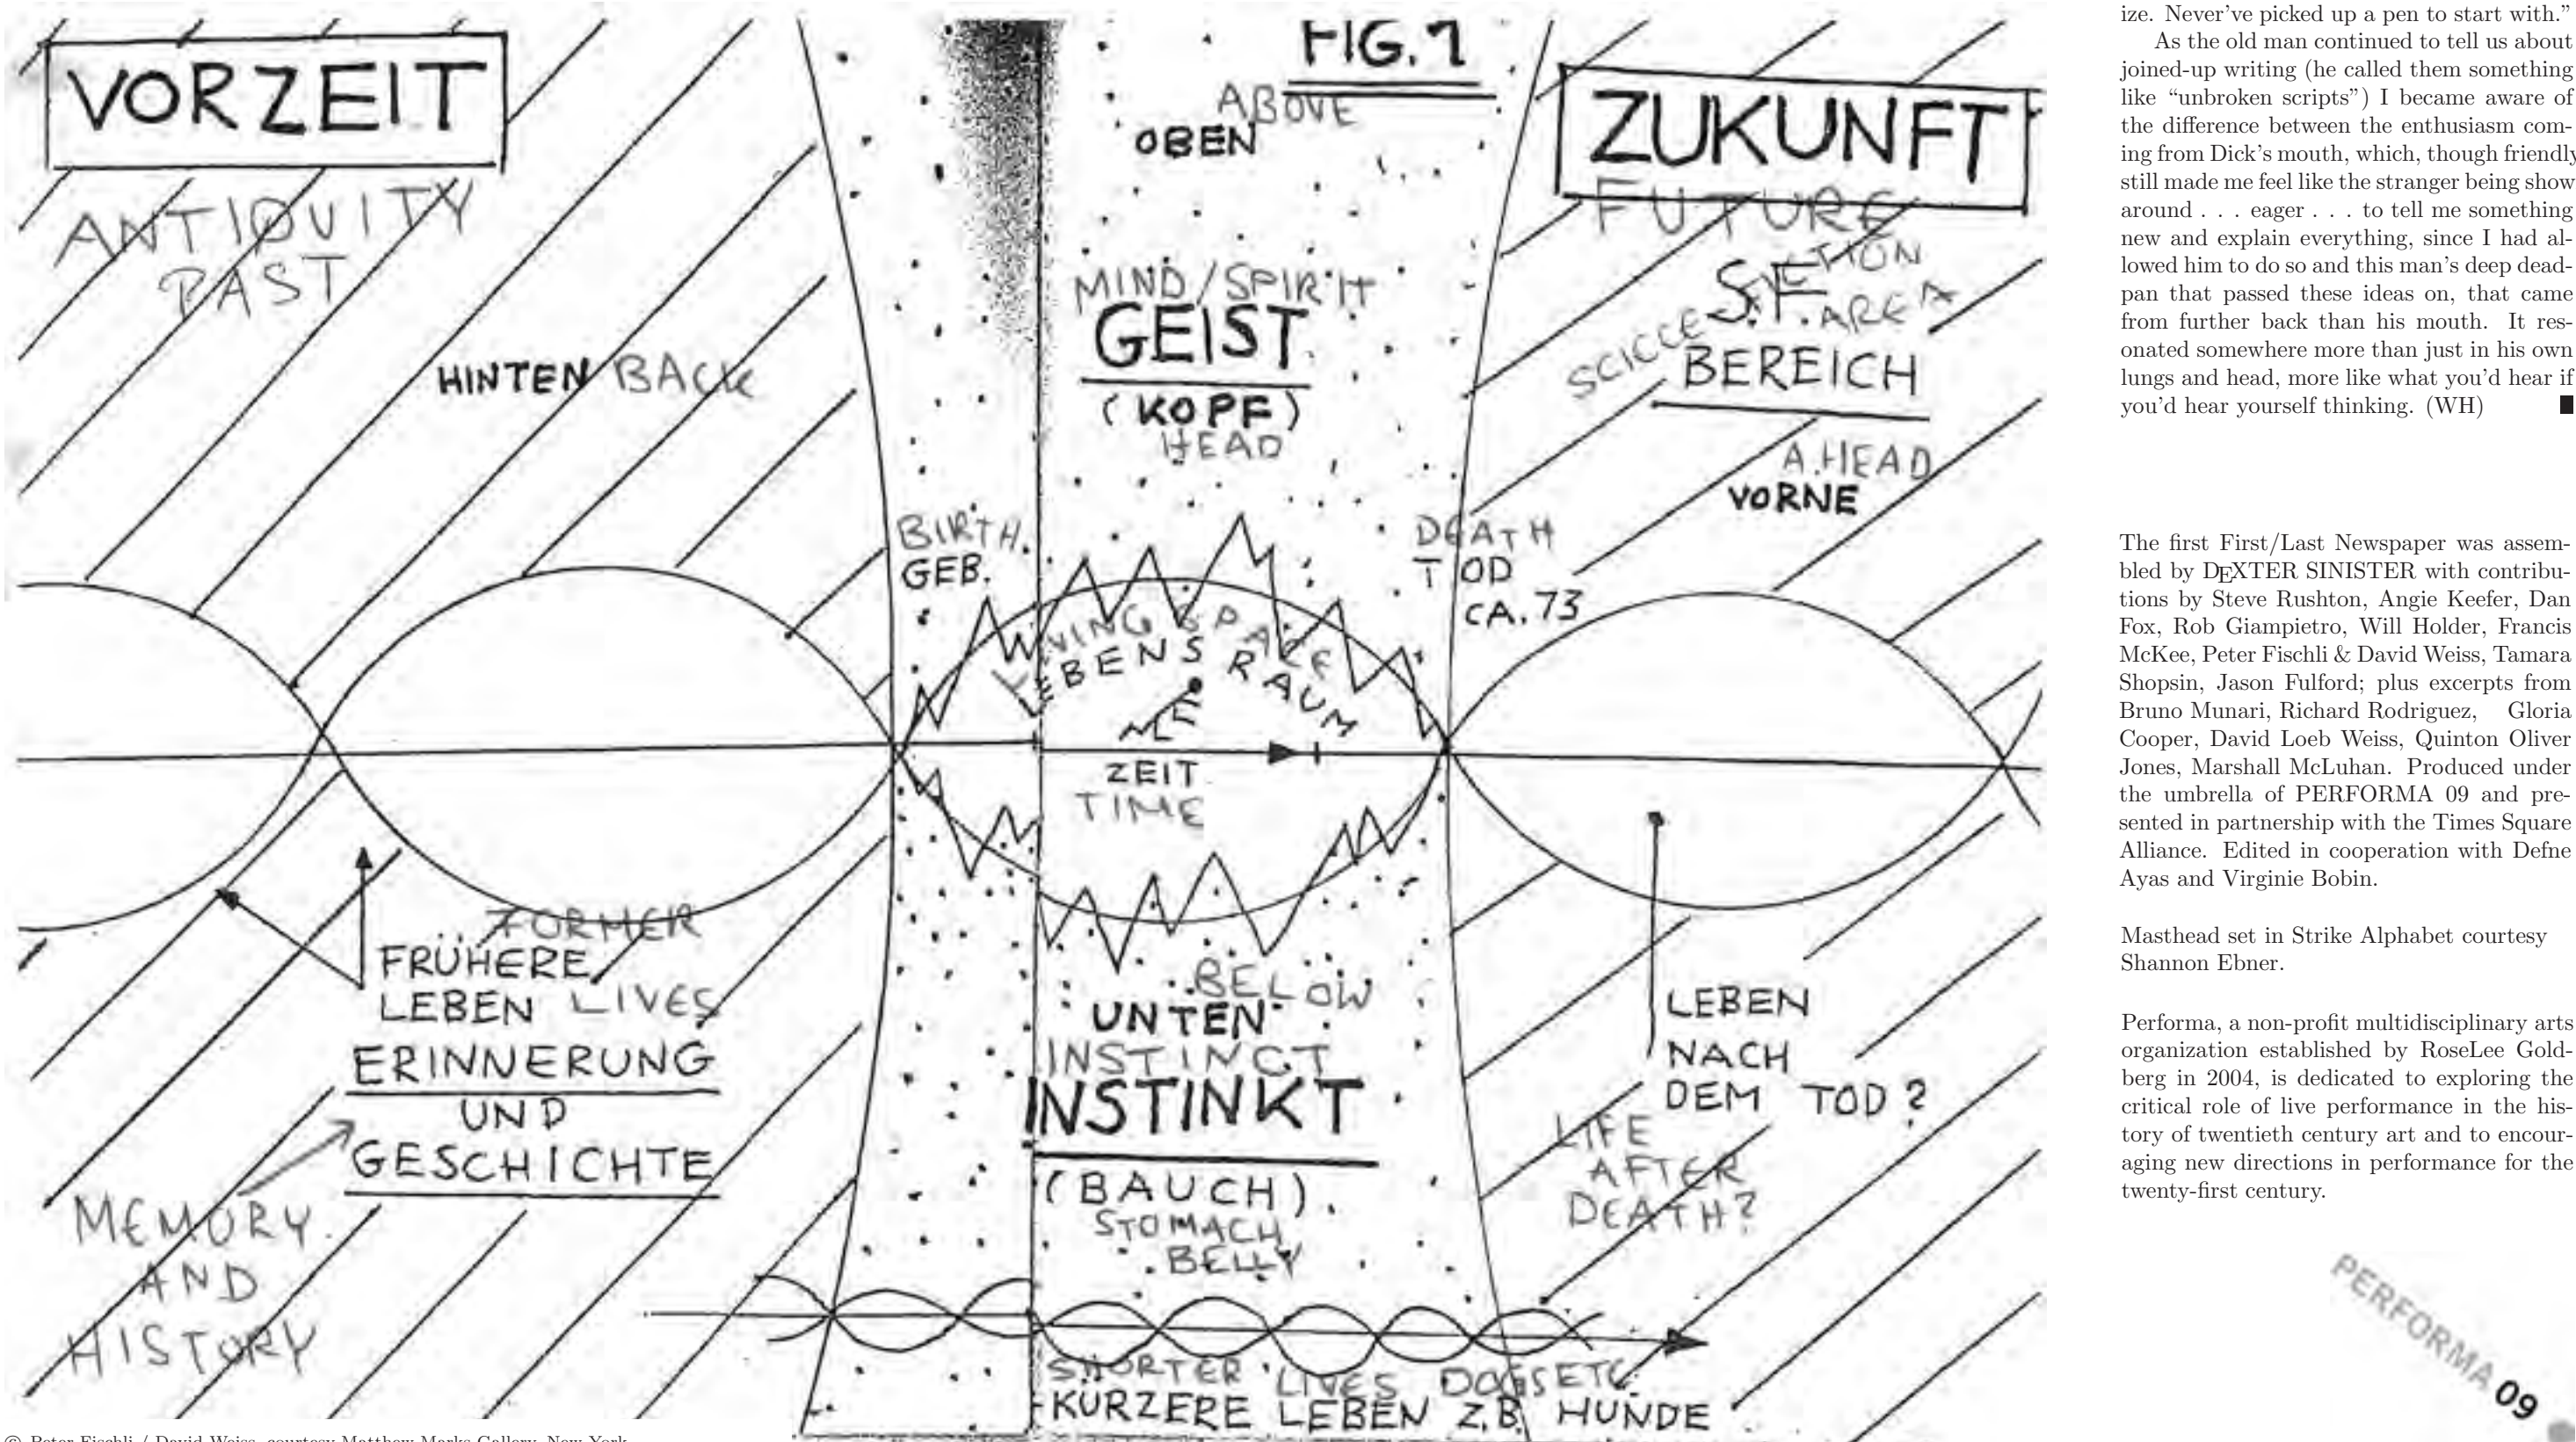 VORZEIT
ANTIQUITY
PAST
HINTEN BACK
FIG. 1
ABOVE
OBEN
MIND/SPIRIT
GEIST
(KOPF)
HEAD
ZUKUNFT
FUTURE
SCICCE FICTION
S.F. AREA
BEREICH
A.HEAD
VORNE
BIRTH.
GEB.
DEATH
TOD
CA. 73
LIVING SPACE
LEBENSRAUM
ME
ZEIT
TIME
FORMER
FRÜHERE
LEBEN LIVES
ERINNERUNG
UND
GESCHICHTE
MEMORY
AND
HISTORY
BELOW
UNTEN
INSTINCT
INSTINKT
(BAUCH)
STOMACH
BELLY
LEBEN
NACH
DEM TOD?
LIFE
AFTER
DEATH?
SHORTER LIVES DOGS ETC.
KÜRZERE LEBEN Z.B. HUNDE
© Peter Fischli / David Weiss, courtesy Matthew Marks Gallery, New York
ize. Never've picked up a pen to start with.”
As the old man continued to tell us about
joined-up writing (he called them something
like “unbroken scripts”) I became aware of
the difference between the enthusiasm com-
ing from Dick's mouth, which, though friendly
still made me feel like the stranger being show
around . . . eager . . . to tell me something
new and explain everything, since I had al-
lowed him to do so and this man's deep dead-
pan that passed these ideas on, that came
from further back than his mouth. It res-
onated somewhere more than just in his own
lungs and head, more like what you'd hear if
you'd hear yourself thinking. (WH)
The first First/Last Newspaper was assem-
bled by DEXTER SINISTER with contribu-
tions by Steve Rushton, Angie Keefer, Dan
Fox, Rob Giampietro, Will Holder, Francis
McKee, Peter Fischli & David Weiss, Tamara
Shopsin, Jason Fulford; plus excerpts from
Bruno Munari, Richard Rodriguez, Gloria
Cooper, David Loeb Weiss, Quinton Oliver
Jones, Marshall McLuhan. Produced under
the umbrella of PERFORMA 09 and pre-
sented in partnership with the Times Square
Alliance. Edited in cooperation with Defne
Ayas and Virginie Bobin.
Masthead set in Strike Alphabet courtesy
Shannon Ebner.
Performa, a non-profit multidisciplinary arts
organization established by RoseLee Gold-
berg in 2004, is dedicated to exploring the
critical role of live performance in the his-
tory of twentieth century art and to encour-
aging new directions in performance for the
twenty-first century.
PERFORMA 09